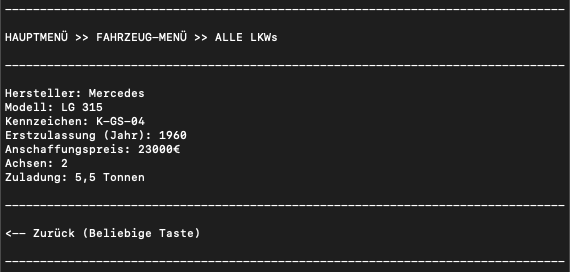 HAUPTMENÜ >> FAHRZEUG-MENÜ >> ALLE LKWs
Hersteller: Mercedes
Modell: LG 315
Kennzeichen: K-GS-04
Erstzulassung (Jahr): 1960
Anschaffungspreis: 23000€
Achsen: 2
Zuladung: 5,5 Tonnen
<-- Zurück (Beliebige Taste)